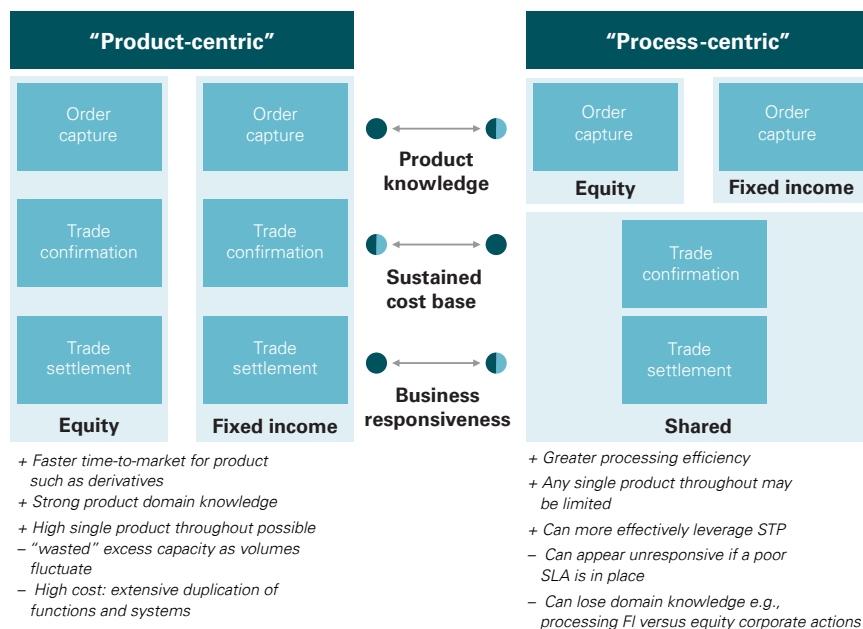 “Product-centric”
Order
capture
Order
capture
Trade
confirmation
Trade
confirmation
Trade
settlement
Trade
settlement
Equity
Fixed income
+ Faster time-to-market for product
such as derivatives
+ Strong product domain knowledge
+ High single product throughout possible
– “wasted” excess capacity as volumes
fluctuate
– High cost: extensive duplication of
functions and systems
Product
knowledge
Sustained
cost base
Business
responsiveness
“Process-centric”
Order
capture
Equity
Order
capture
Fixed income
Trade
confirmation
Trade
settlement
Shared
+ Greater processing efficiency
+ Any single product throughout may
be limited
+ Can more effectively leverage STP
– Can appear unresponsive if a poor
SLA is in place
– Can lose domain knowledge e.g.,
processing FI versus equity corporate actions